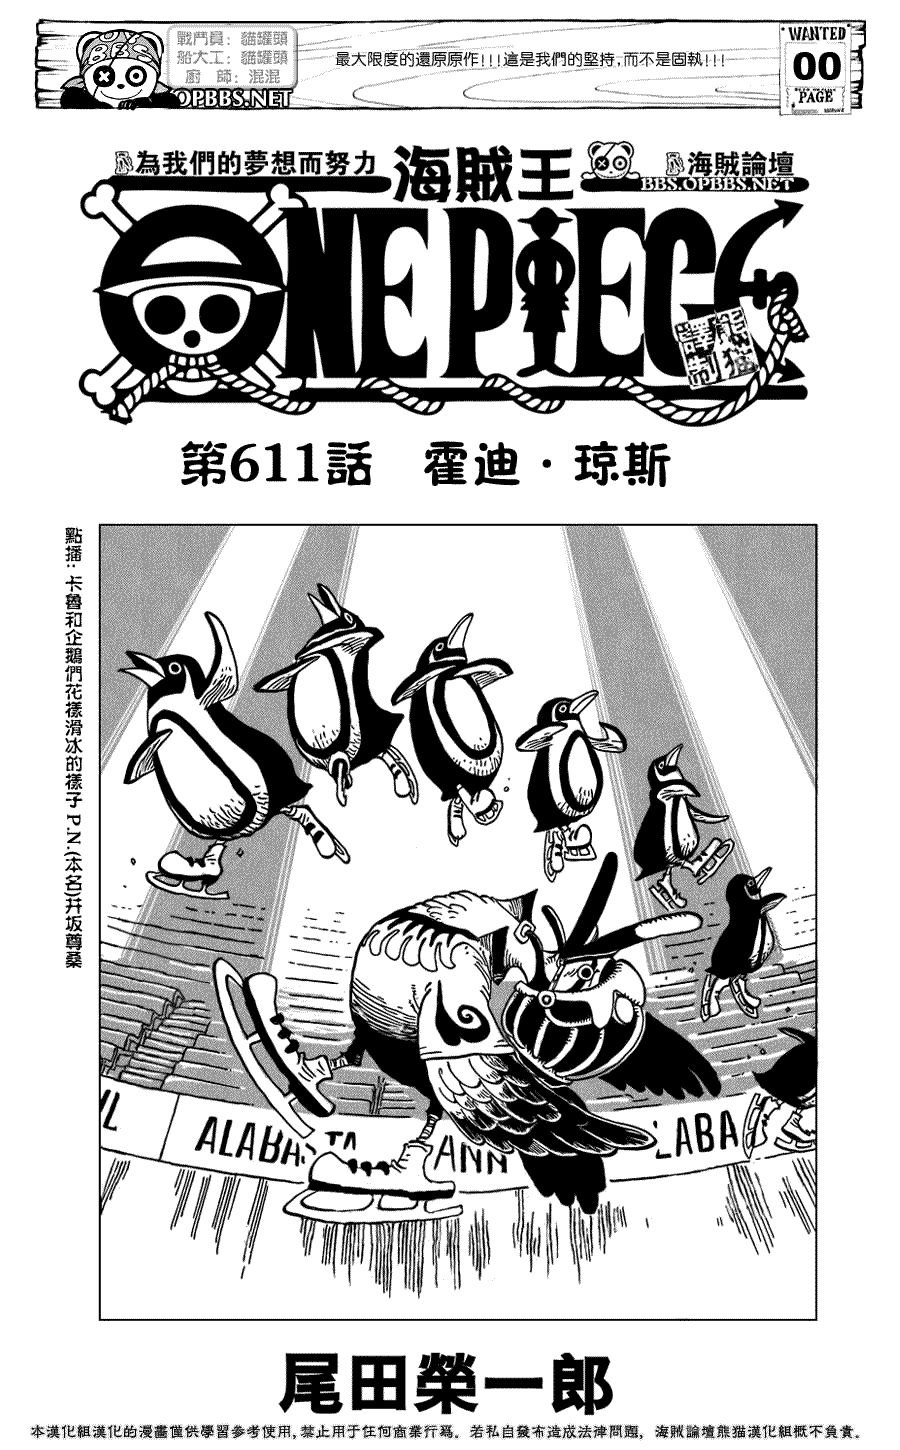 戰鬥員: 貓罐頭
船大工: 貓罐頭
廚　師: 混混
OPBBS.NET
最大限度的還原原作!!!這是我們的堅持,而不是固執!!!
WANTED
00
PAGE
為我們的夢想而努力
海賊王
海賊論壇
BBS.OPBBS.NET
ONE PIECE
熊猫
譯制
第611話　霍迪·琼斯
點播: 卡魯和企鵝們花樣滑冰的樣子 P.N.(本名)井坂尊桑
ALABA
TA
ANN
LABA
尾田榮一郎
本漢化組漢化的漫畫僅供學習參考使用,禁止用于任何商業行爲。若私自發布造成法律問題，海賊論壇熊猫漢化組概不負責。